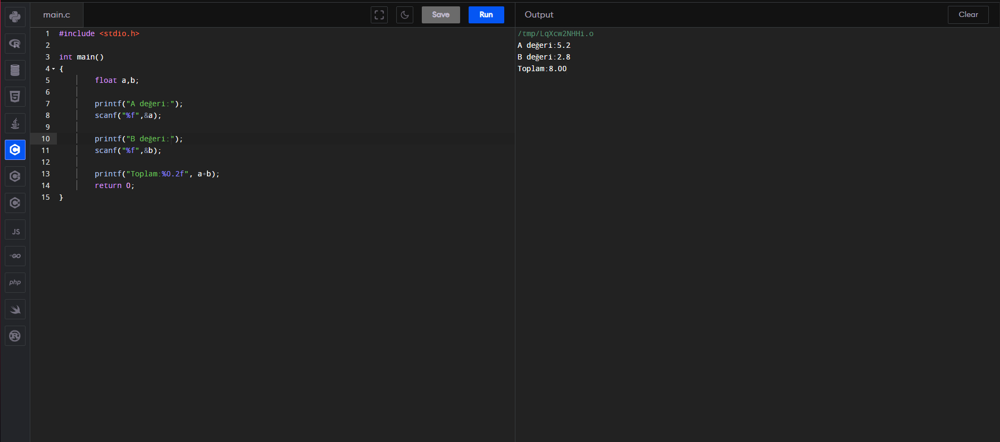 main.c
Save
Run
Output
Clear
1 #include <stdio.h>
2
3 int main()
4 {
5 float a,b;
6
7 printf("A değeri:");
8 scanf("%f",&a);
9
10 printf("B değeri:");
11 scanf("%f",&b);
12
13 printf("Toplam:%0.2f", a+b);
14 return 0;
15 }
/tmp/LqXcw2NHHi.o
A değeri:5.2
B değeri:2.8
Toplam:8.00
R
5
C
C
C
JS
GO
php
R